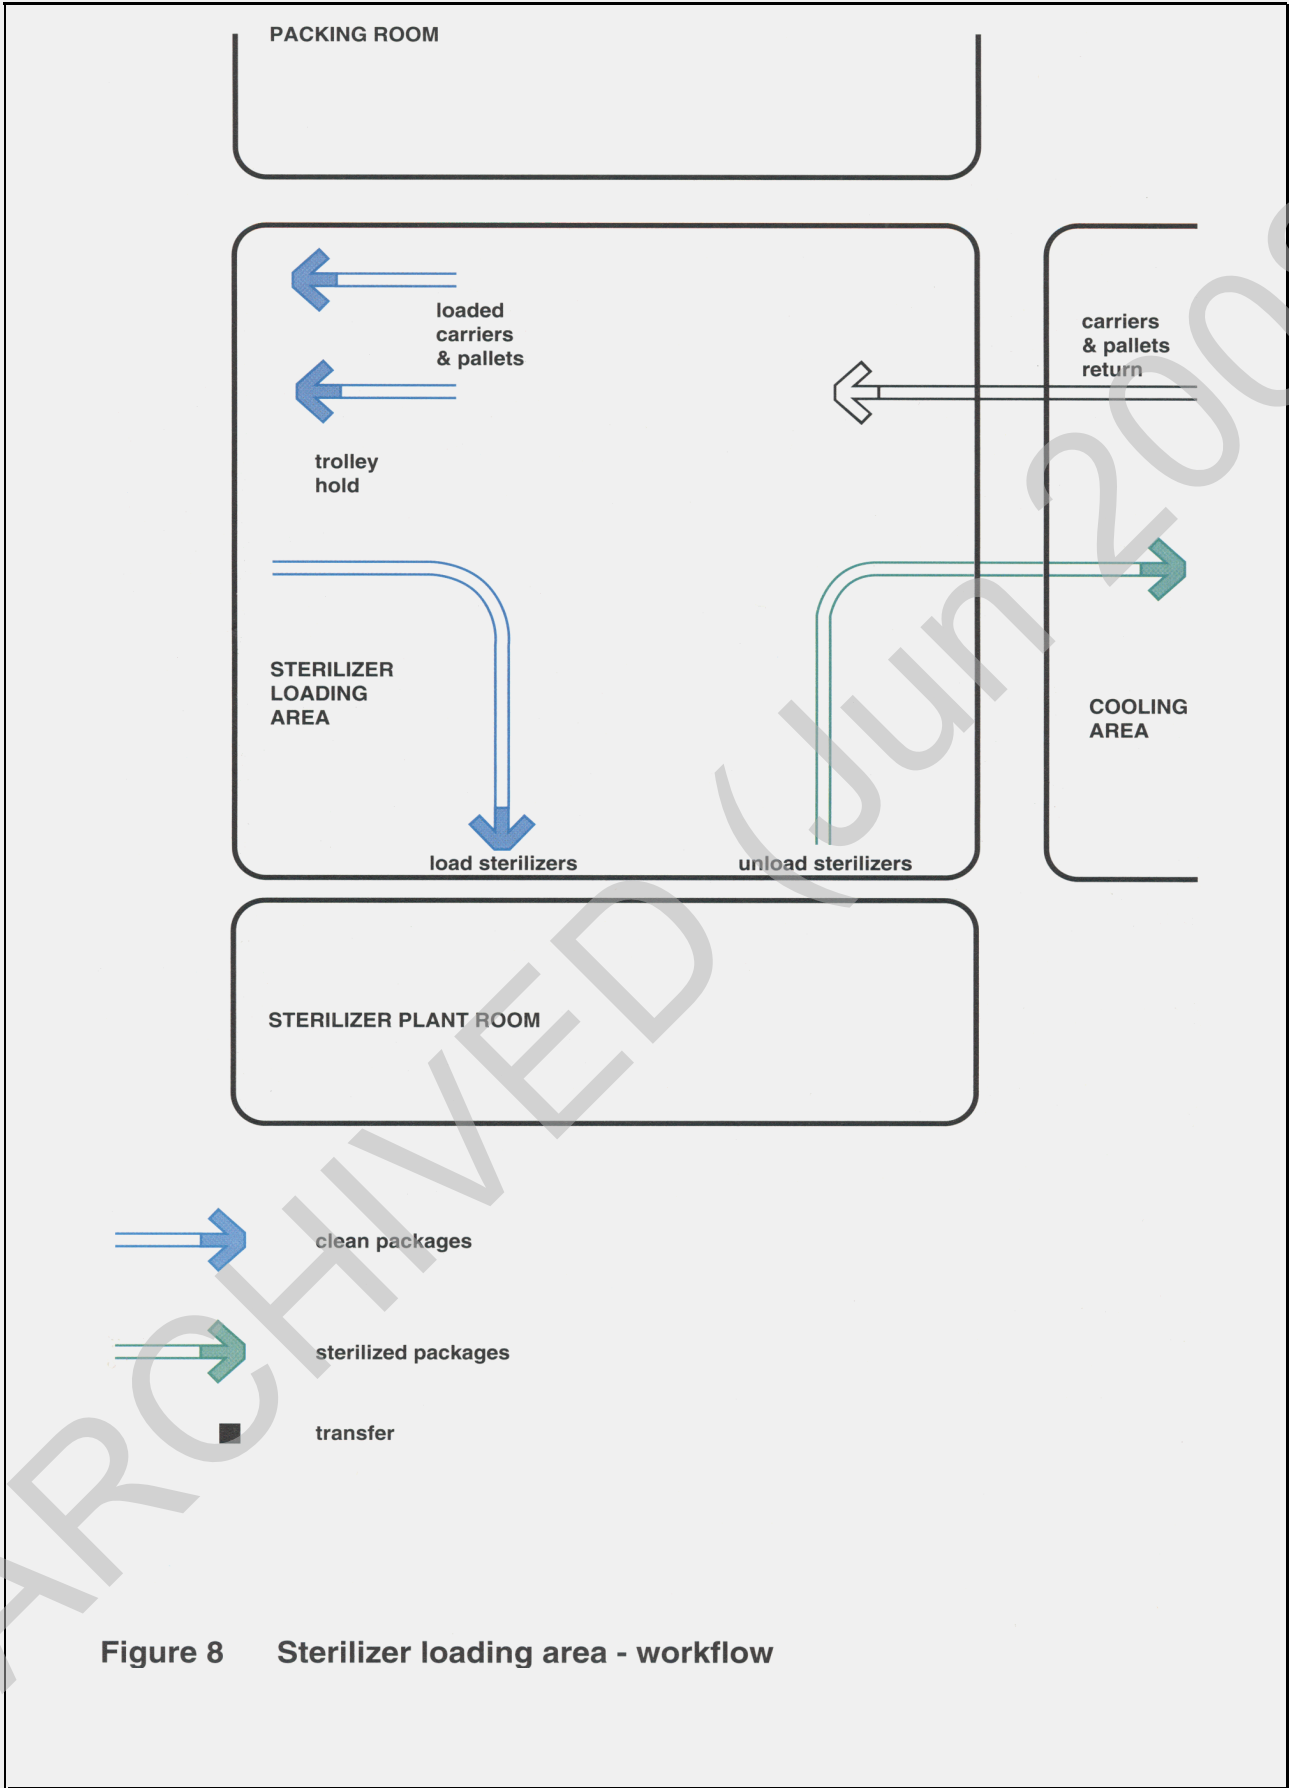 PACKING ROOM
loaded
carriers
& pallets
carriers
& pallets
return
trolley
hold
STERILIZER
LOADING
AREA
COOLING
AREA
load sterilizers
unload sterilizers
STERILIZER PLANT ROOM
clean packages
sterilized packages
transfer
Figure 8 Sterilizer loading area - workflow
ARCHIVED (Jun 200